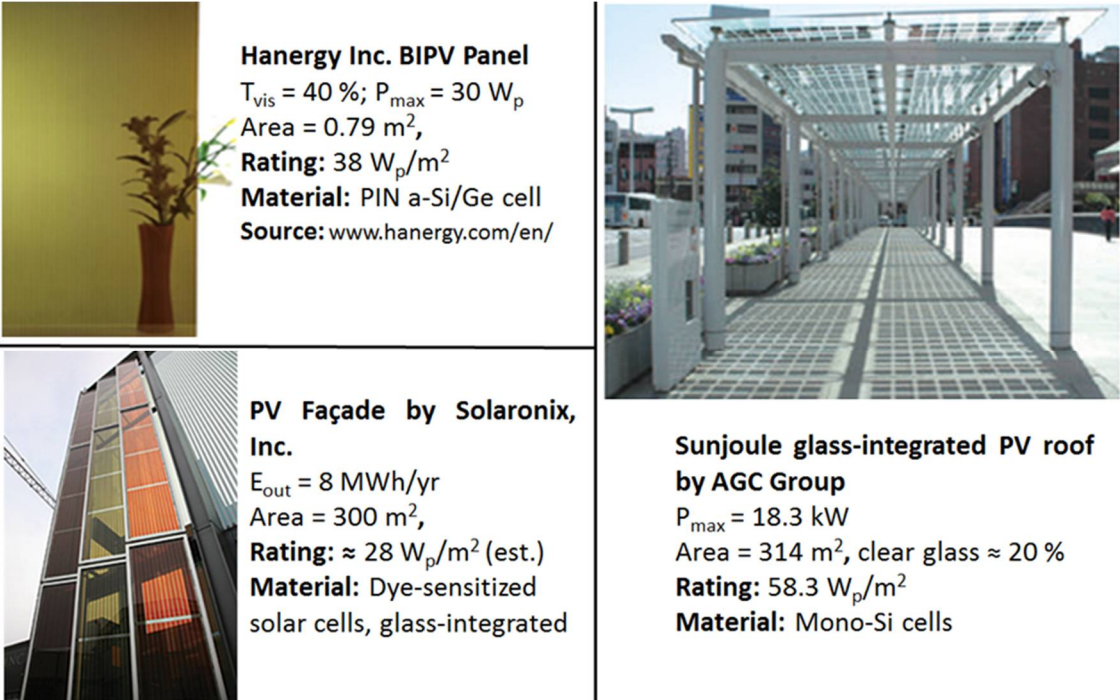 Hanergy Inc. BIPV Panel
Tvis = 40 %; Pmax = 30 Wp
Area = 0.79 m²,
Rating: 38 Wp/m²
Material: PIN a-Si/Ge cell
Source: www.hanergy.com/en/
PV Façade by Solaronix,
Inc.
Eout = 8 MWh/yr
Area = 300 m²,
Rating: ≈ 28 Wp/m² (est.)
Material: Dye-sensitized
solar cells, glass-integrated
Sunjoule glass-integrated PV roof
by AGC Group
Pmax = 18.3 kW
Area = 314 m², clear glass ≈ 20 %
Rating: 58.3 Wp/m²
Material: Mono-Si cells